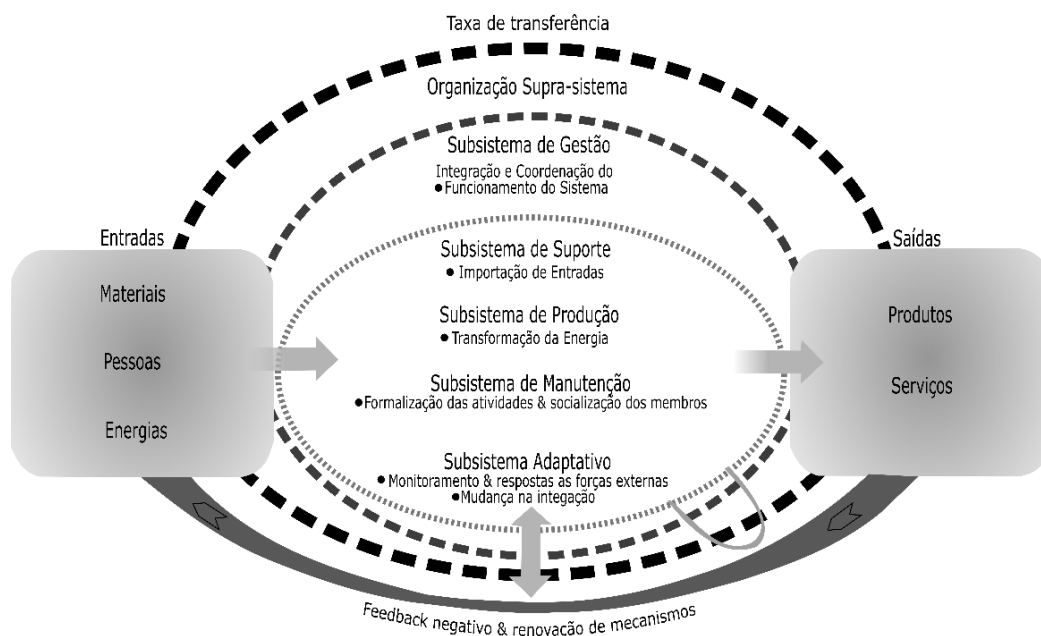 Taxa de transferência
Organização Supra-sistema
Subsistema de Gestão
Integração e Coordenação do
● Funcionamento do Sistema
Entradas
Materiais
Pessoas
Energias
Subsistema de Suporte
● Importação de Entradas
Subsistema de Produção
● Transformação da Energia
Subsistema de Manutenção
● Formalização das atividades & socialização dos membros
Subsistema Adaptativo
● Monitoramento & respostas as forças externas
● Mudança na integação
Saídas
Produtos
Serviços
Feedback negativo & renovação de mecanismos